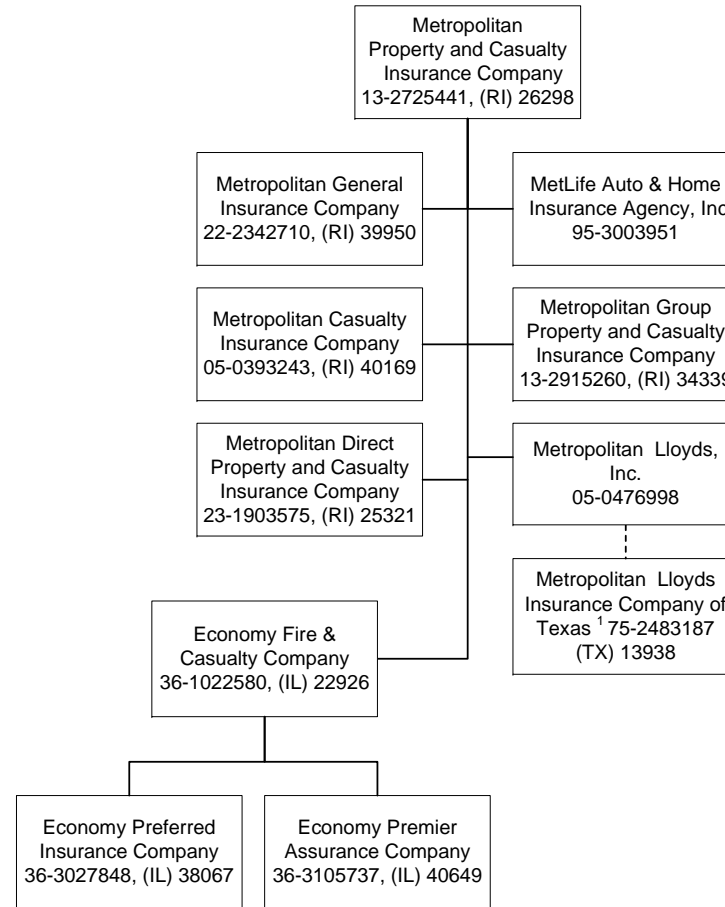 Metropolitan
Property and Casualty
Insurance Company
13-2725441, (RI) 26298
Metropolitan General
Insurance Company
22-2342710, (RI) 39950
MetLife Auto & Home
Insurance Agency, Inc
95-3003951
Metropolitan Casualty
Insurance Company
05-0393243, (RI) 40169
Metropolitan Group
Property and Casualty
Insurance Company
13-2915260, (RI) 34339
Metropolitan Direct
Property and Casualty
Insurance Company
23-1903575, (RI) 25321
Metropolitan Lloyds,
Inc.
05-0476998
Metropolitan Lloyds
Insurance Company of
Texas ¹ 75-2483187
(TX) 13938
Economy Fire &
Casualty Company
36-1022580, (IL) 22926
Economy Preferred
Insurance Company
36-3027848, (IL) 38067
Economy Premier
Assurance Company
36-3105737, (IL) 40649